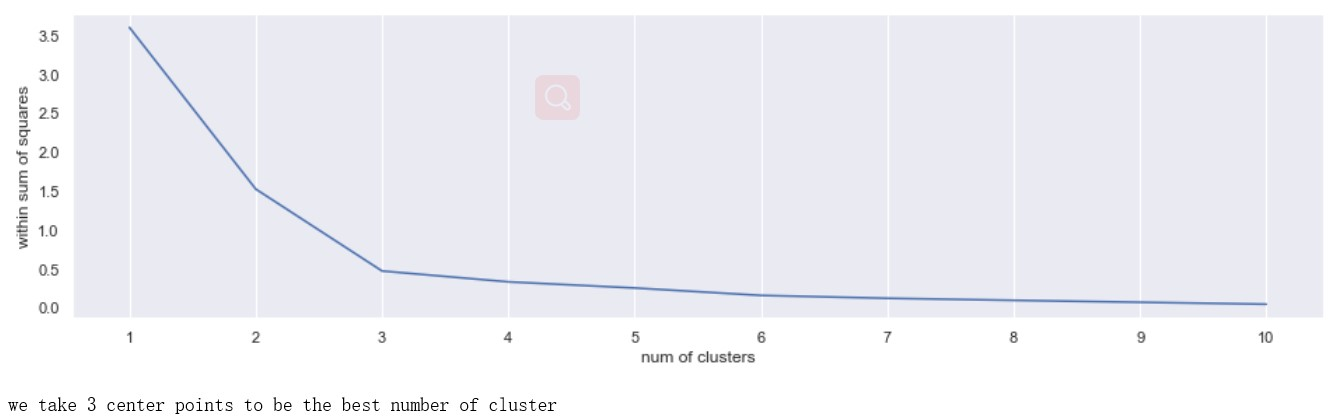 3.5
3.0
2.5
2.0
1.5
1.0
0.5
0.0
within sum of squares
1 2 3 4 5 6 7 8 9 10
num of clusters
we take 3 center points to be the best number of cluster